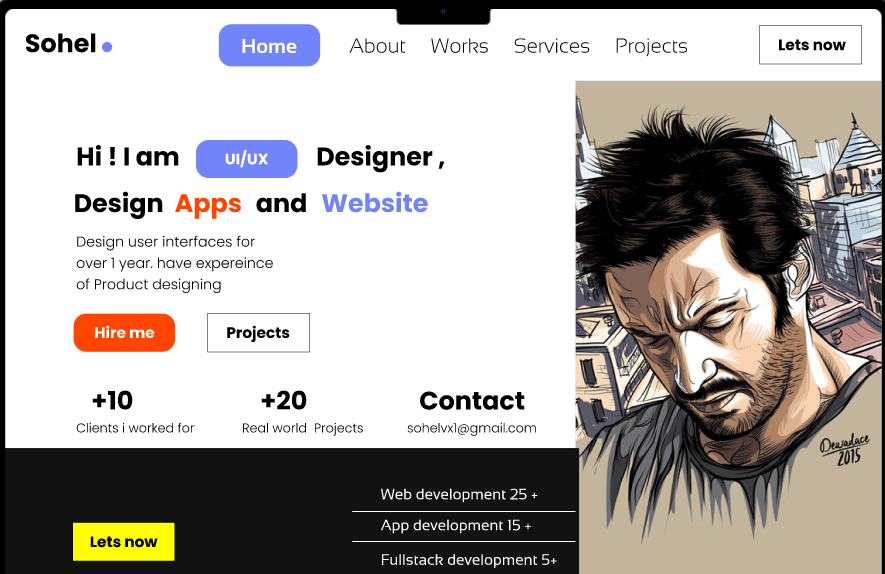 Sohel
Home About Works Services Projects Lets now
Hi ! I am UI/UX Designer ,
Design Apps and Website
Design user interfaces for
over 1 year. have expereince
of Product designing
Hire me Projects
+10 +20 Contact
Clients i worked for Real world Projects sohelvx1@gmail.com
Dewadace
2015
Web development 25 +
App development 15 +
Lets now
Fullstack development 5+